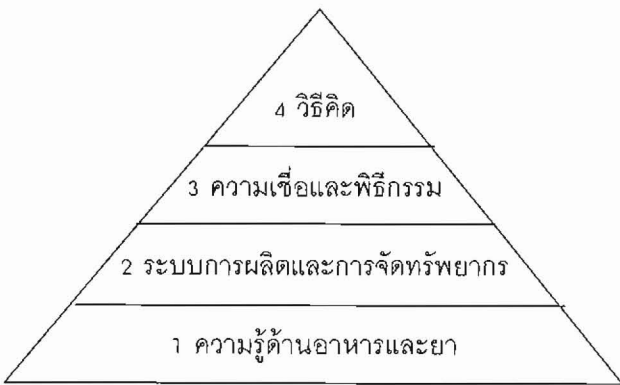 4 วิธีคิด
3 ความเชื่อและพิธีกรรม
2 ระบบการผลิตและการจัดทรัพยากร
1 ความรู้ด้านอาหารและยา